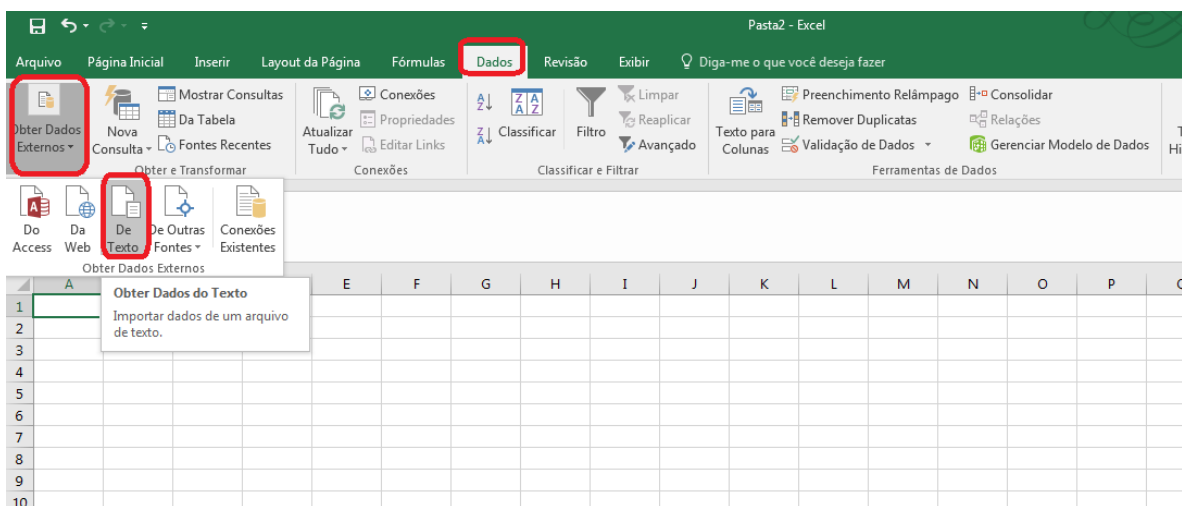 Pasta2 - Excel
Arquivo Página Inicial Inserir Layout da Página Fórmulas Dados Revisão Exibir Diga-me o que você deseja fazer
Obter Dados Externos
Nova Consulta
Mostrar Consultas
Da Tabela
Fontes Recentes
Obter e Transformar
Atualizar Tudo
Conexões
Propriedades
Editar Links
Conexões
Classificar
Filtro
Limpar
Reaplicar
Avançado
Classificar e Filtrar
Texto para Colunas
Preenchimento Relâmpago
Remover Duplicatas
Validação de Dados
Consolidar
Relações
Gerenciar Modelo de Dados
Ferramentas de Dados
Do Access
Da Web
De Texto
De Outras Fontes
Conexões Existentes
Obter Dados Externos
A E F G H I J K L M N O P
Obter Dados do Texto
Importar dados de um arquivo
de texto.
1
2
3
4
5
6
7
8
9
10